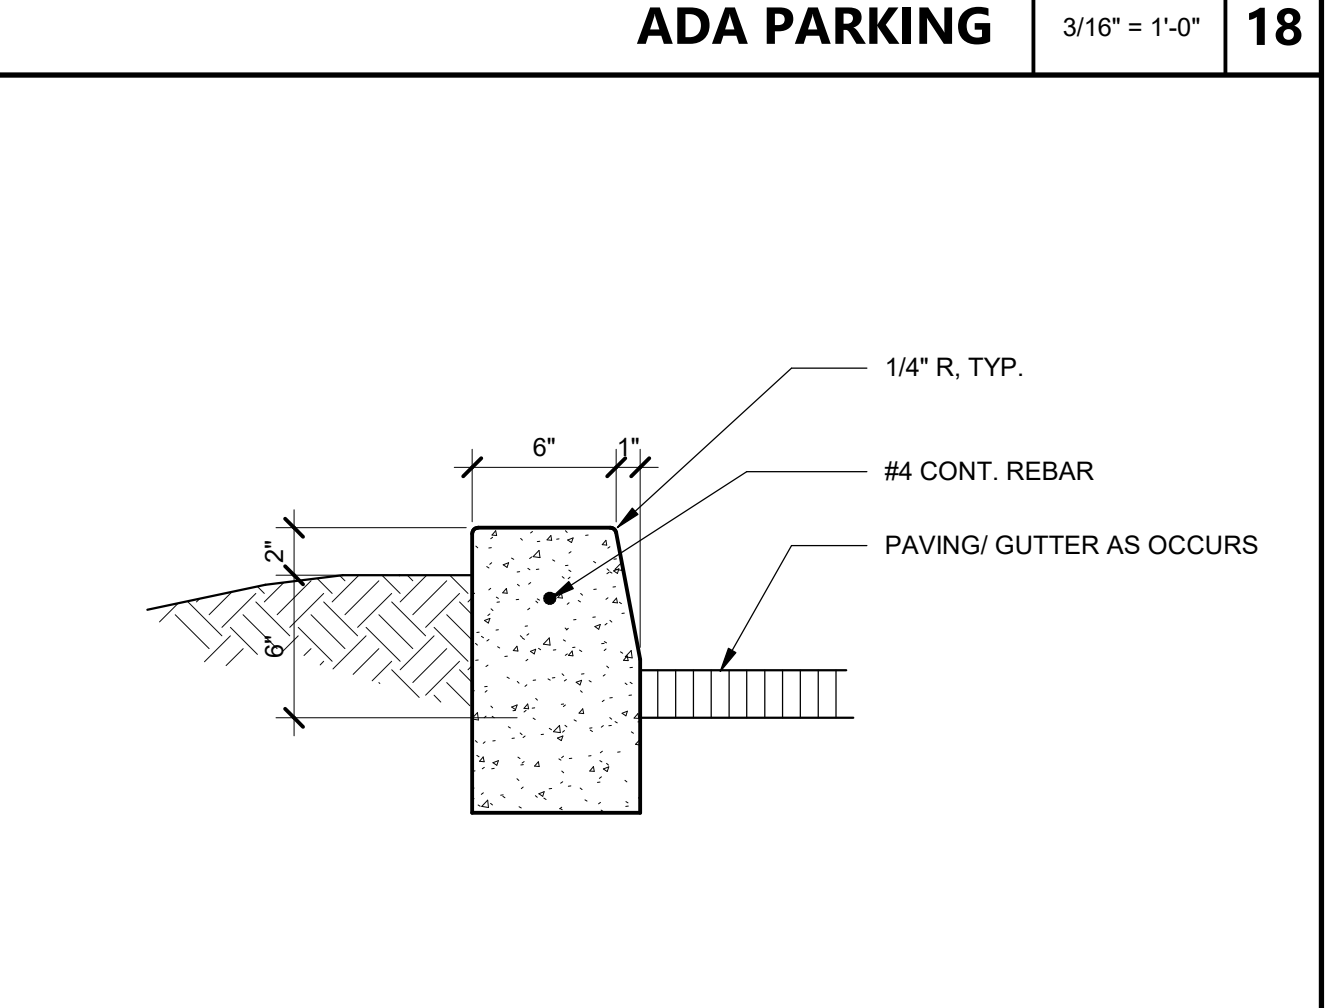 ADA PARKING
3/16" = 1'-0"
18
1/4" R, TYP.
6"
1"
#4 CONT. REBAR
2"
PAVING/ GUTTER AS OCCURS
6"